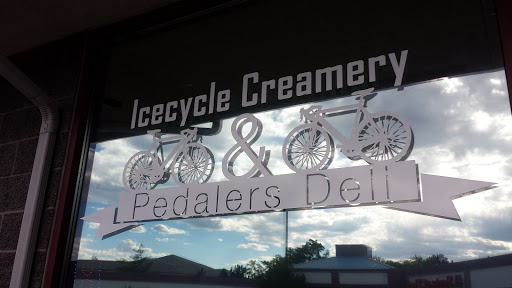 Icecycle Creamery
&
Pedalers Deli